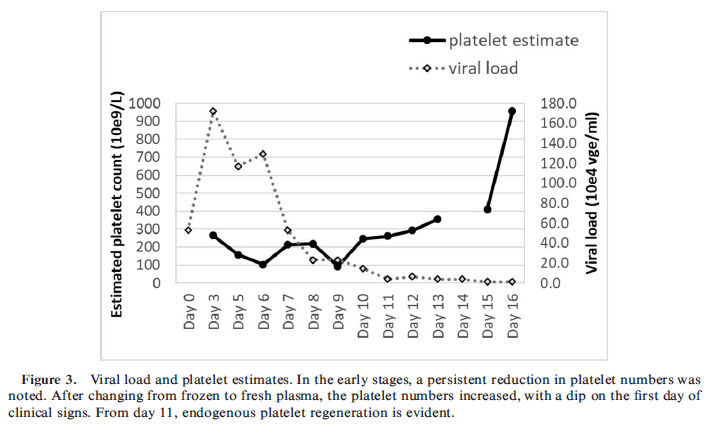 platelet estimate
viral load
Estimated platelet count (10e9/L)
1000
900
800
700
600
500
400
300
200
100
0
180.0
160.0
140.0
120.0
100.0
80.0
60.0
40.0
20.0
0.0
Viral load (10e4 vge/ml)
Day 0
Day 3
Day 5
Day 6
Day 7
Day 8
Day 9
Day 10
Day 11
Day 12
Day 13
Day 14
Day 15
Day 16
Figure 3. Viral load and platelet estimates. In the early stages, a persistent reduction in platelet numbers was
noted. After changing from frozen to fresh plasma, the platelet numbers increased, with a dip on the first day of
clinical signs. From day 11, endogenous platelet regeneration is evident.